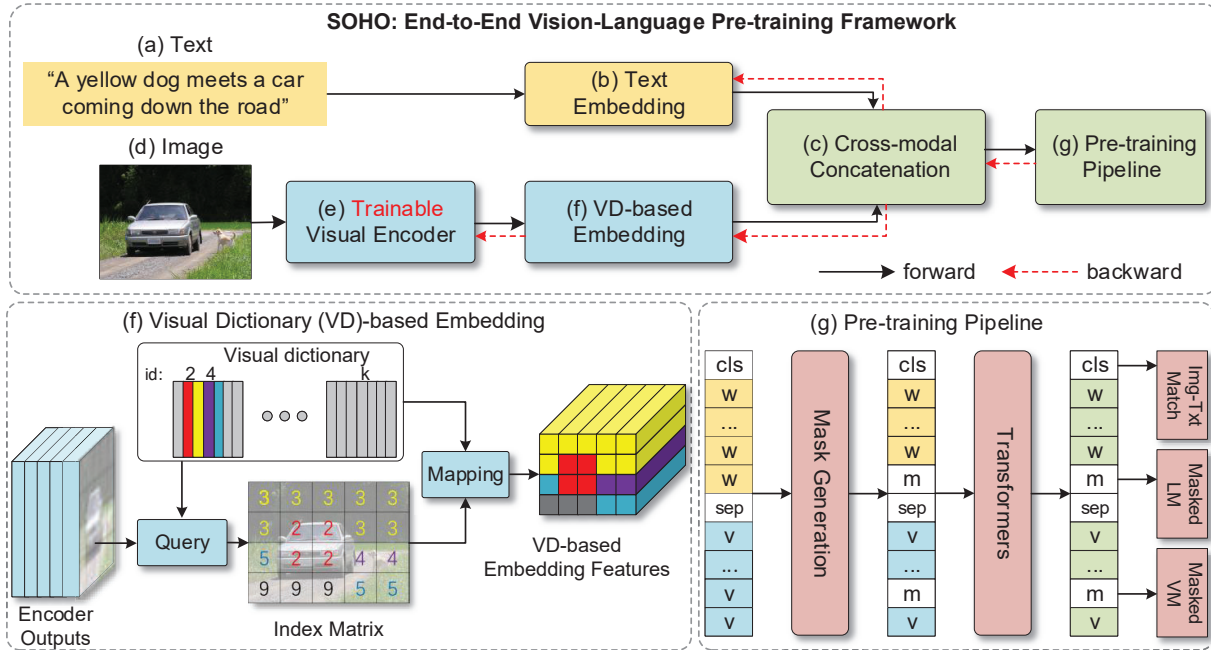 SOHO: End-to-End Vision-Language Pre-training Framework
(a) Text
“A yellow dog meets a car
coming down the road”
(b) Text
Embedding
(c) Cross-modal
Concatenation
(g) Pre-training
Pipeline
(d) Image
(e) Trainable
Visual Encoder
(f) VD-based
Embedding
forward
backward
(f) Visual Dictionary (VD)-based Embedding
Visual dictionary
id: 2 4 k
Mapping
Query
3 3 3 3 3
3 2 2 3 3
5 2 2 4 4
9 9 9 5 5
Encoder
Outputs
Index Matrix
VD-based
Embedding Features
(g) Pre-training Pipeline
cls
w
...
w
w
sep
v
...
v
v
Mask Generation
cls
w
...
w
m
sep
v
...
m
v
Transformers
cls
w
...
w
m
sep
v
...
m
v
Img-Txt
Match
Masked
LM
Masked
VM